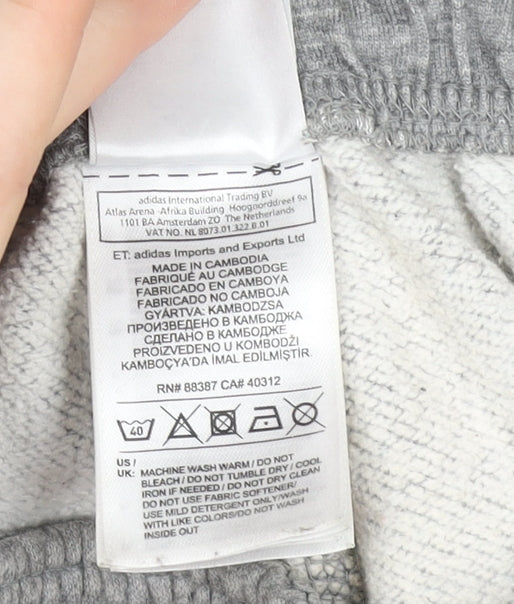 adidas International Trading BV
Atlas Arena -Afrika Building Hoogoorddreef 9a
1101 BA Amsterdam ZO The Netherlands
VAT NO. NL 8073.01.322.B.01
ET: adidas Imports and Exports Ltd
MADE IN CAMBODIA
FABRIQUÉ AU CAMBODGE
FABRICADO EN CAMBOYA
FABRICADO NO CAMBOJA
GYÁRTVA: KAMBODZSA
ПРОИЗВЕДЕНО В КАМБОДЖА
СДЕЛАНО В КАМБОДЖЕ
PROIZVEDENO U KOMBODŽI
KAMBOÇYA'DA İMAL EDİLMİŞTİR.
RN# 88387 CA# 40312
40
US /
UK: MACHINE WASH WARM / DO NOT
BLEACH / DO NOT TUMBLE DRY / COOL
IRON IF NEEDED / DO NOT DRY CLEAN
DO NOT USE FABRIC SOFTENER/
USE MILD DETERGENT ONLY/WASH
WITH LIKE COLORS/DO NOT WASH
INSIDE OUT